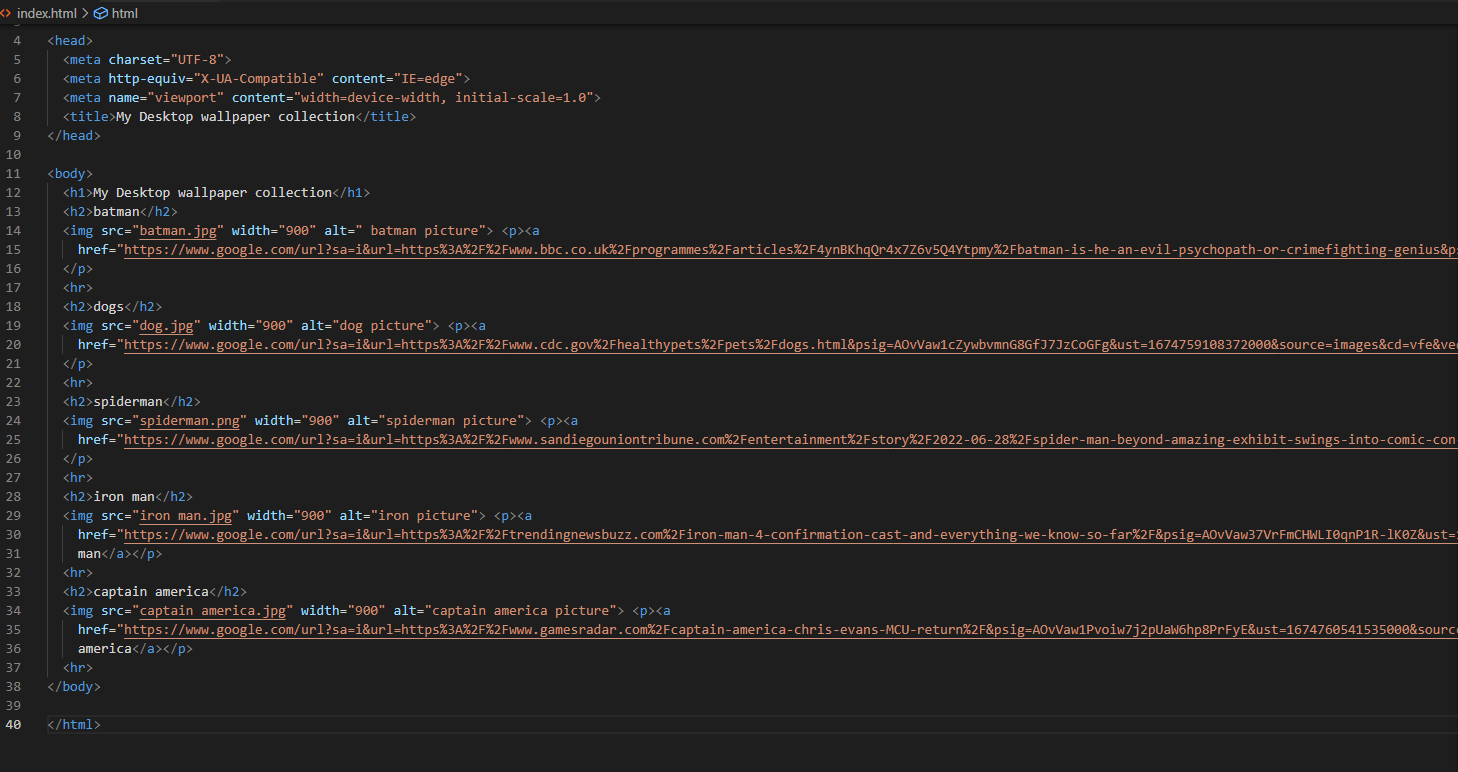 index.html > html
4 <head>
5 <meta charset="UTF-8">
6 <meta http-equiv="X-UA-Compatible" content="IE=edge">
7 <meta name="viewport" content="width=device-width, initial-scale=1.0">
8 <title>My Desktop wallpaper collection</title>
9 </head>
10
11 <body>
12 <h1>My Desktop wallpaper collection</h1>
13 <h2>batman</h2>
14 <img src="batman.jpg" width="900" alt=" batman picture"> <p><a
15 href="https://www.google.com/url?sa=i&url=https%3A%2F%2Fwww.bbc.co.uk%2Fprogrammes%2Farticles%2F4ynBKhqQr4x7Z6v5Q4Ytpmy%2Fbatman-is-he-an-evil-psychopath-or-crimefighting-genius&p
16 </p>
17 <hr>
18 <h2>dogs</h2>
19 <img src="dog.jpg" width="900" alt="dog picture"> <p><a
20 href="https://www.google.com/url?sa=i&url=https%3A%2F%2Fwww.cdc.gov%2Fhealthypets%2Fpets%2Fdogs.html&psig=AOvVaw1cZywbvmnG8GfJ7JzCoGFg&ust=1674759108372000&source=images&cd=vfe&ve
21 </p>
22 <hr>
23 <h2>spiderman</h2>
24 <img src="spiderman.png" width="900" alt="spiderman picture"> <p><a
25 href="https://www.google.com/url?sa=i&url=https%3A%2F%2Fwww.sandiegouniontribune.com%2Fentertainment%2Fstory%2F2022-06-28%2Fspider-man-beyond-amazing-exhibit-swings-into-comic-con
26 </p>
27 <hr>
28 <h2>iron man</h2>
29 <img src="iron man.jpg" width="900" alt="iron picture"> <p><a
30 href="https://www.google.com/url?sa=i&url=https%3A%2F%2Ftrendingnewsbuzz.com%2Firon-man-4-confirmation-cast-and-everything-we-know-so-far%2F&psig=AOvVaw37VrFmCHWLI0qnP1R-lK0Z&ust=
31 man</a></p>
32 <hr>
33 <h2>captain america</h2>
34 <img src="captain america.jpg" width="900" alt="captain america picture"> <p><a
35 href="https://www.google.com/url?sa=i&url=https%3A%2F%2Fwww.gamesradar.com%2Fcaptain-america-chris-evans-MCU-return%2F&psig=AOvVaw1Pvoiw7j2pUaW6hp8PrFyE&ust=1674760541535000&sourc
36 america</a></p>
37 <hr>
38 </body>
39
40 </html>